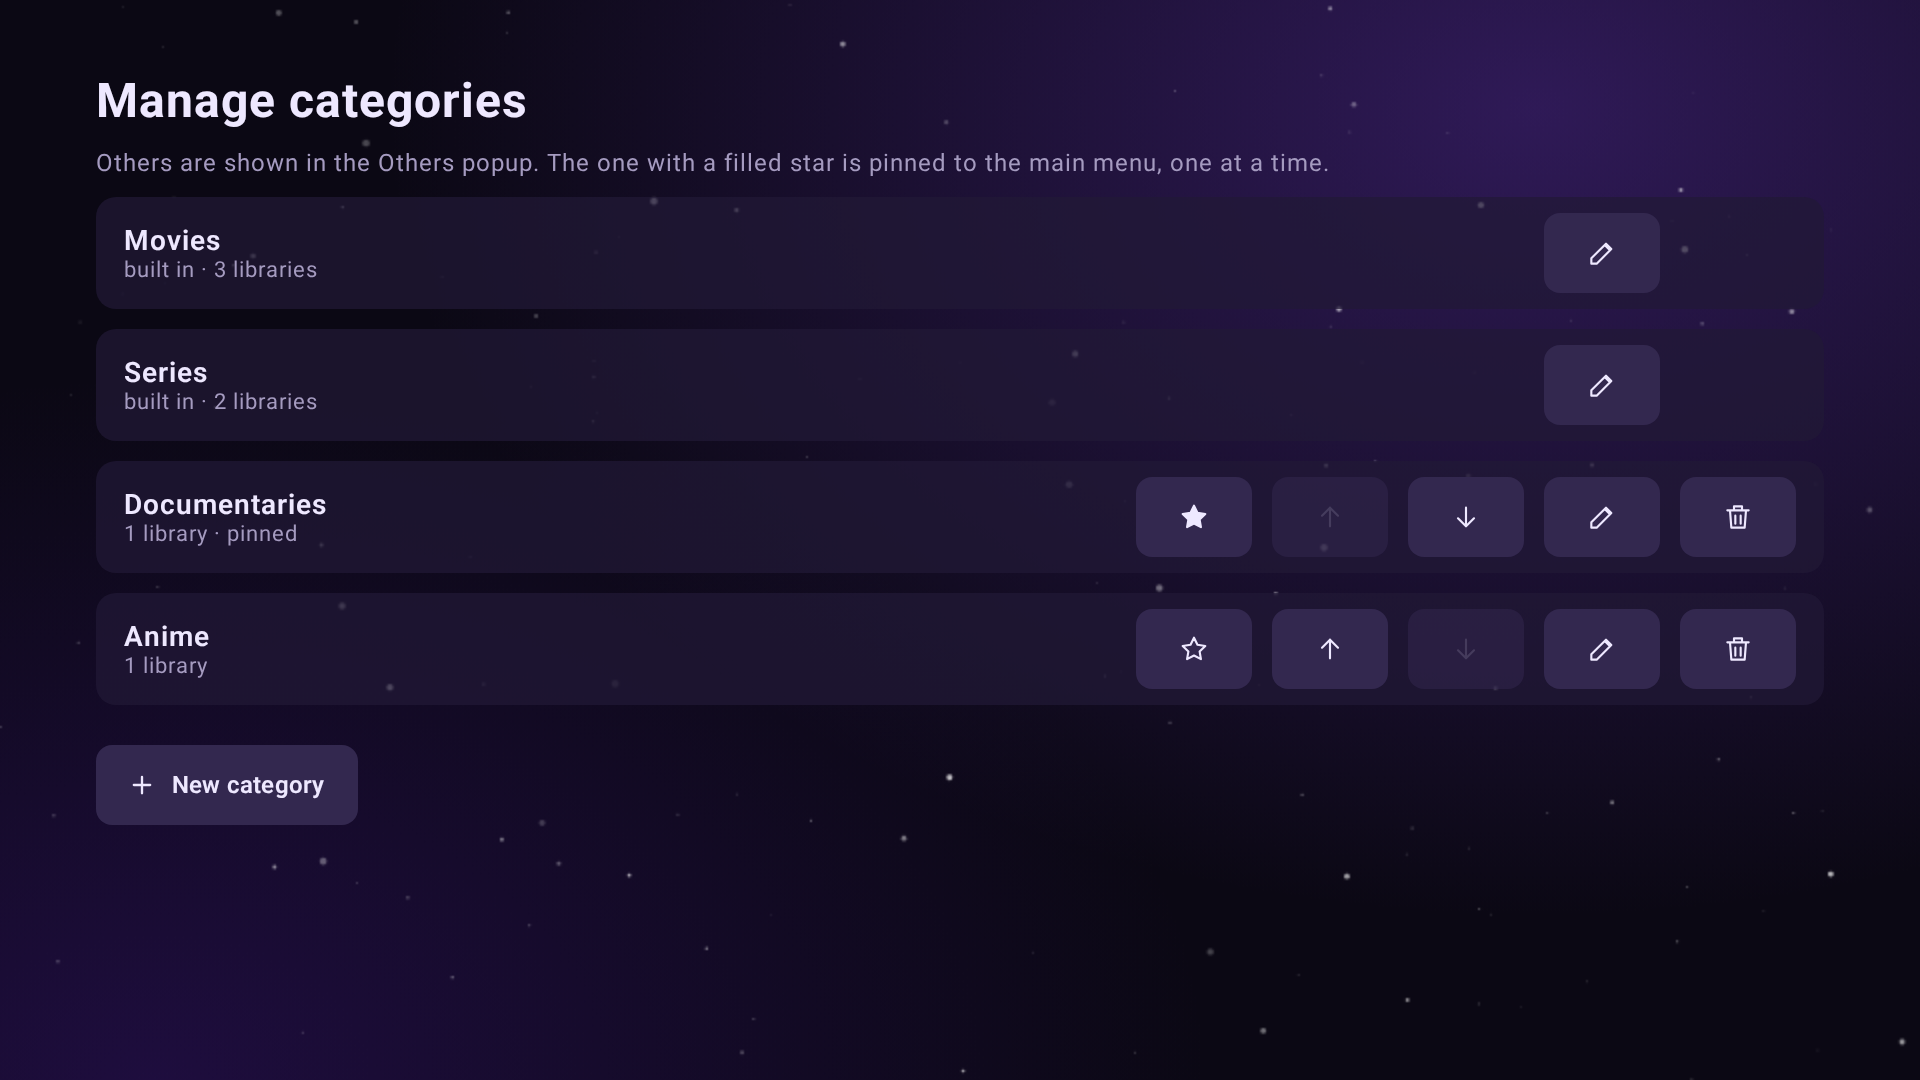 Manage categories
Others are shown in the Others popup. The one with a filled star is pinned to the main menu, one at a time.
Movies
built in · 3 libraries
Series
built in · 2 libraries
Documentaries
1 library · pinned
Anime
1 library
New category